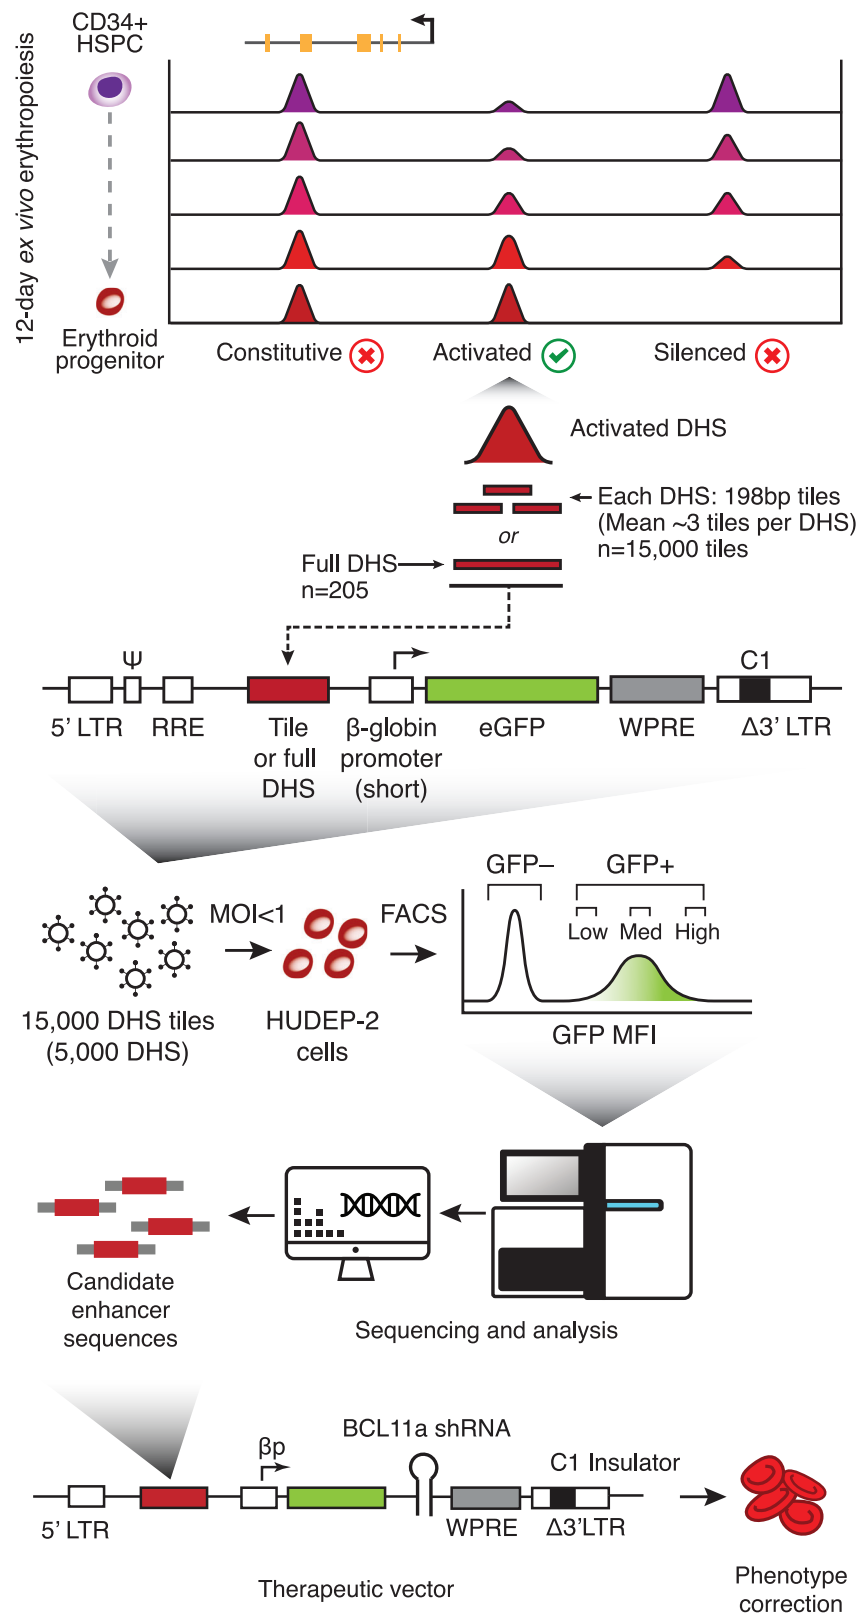 CD34+
HSPC
12-day ex vivo erythropoiesis
Erythroid
progenitor
Constitutive
Activated
Silenced
Activated DHS
Each DHS: 198bp tiles
(Mean ~3 tiles per DHS)
n=15,000 tiles
or
Full DHS
n=205
Ψ
C1
5' LTR
RRE
Tile
or full
DHS
β-globin
promoter
(short)
eGFP
WPRE
Δ3' LTR
GFP–
GFP+
Low
Med
High
MOI<1
FACS
15,000 DHS tiles
(5,000 DHS)
HUDEP-2
cells
GFP MFI
Candidate
enhancer
sequences
Sequencing and analysis
BCL11a shRNA
βp
C1 Insulator
5' LTR
WPRE
Δ3'LTR
Therapeutic vector
Phenotype
correction